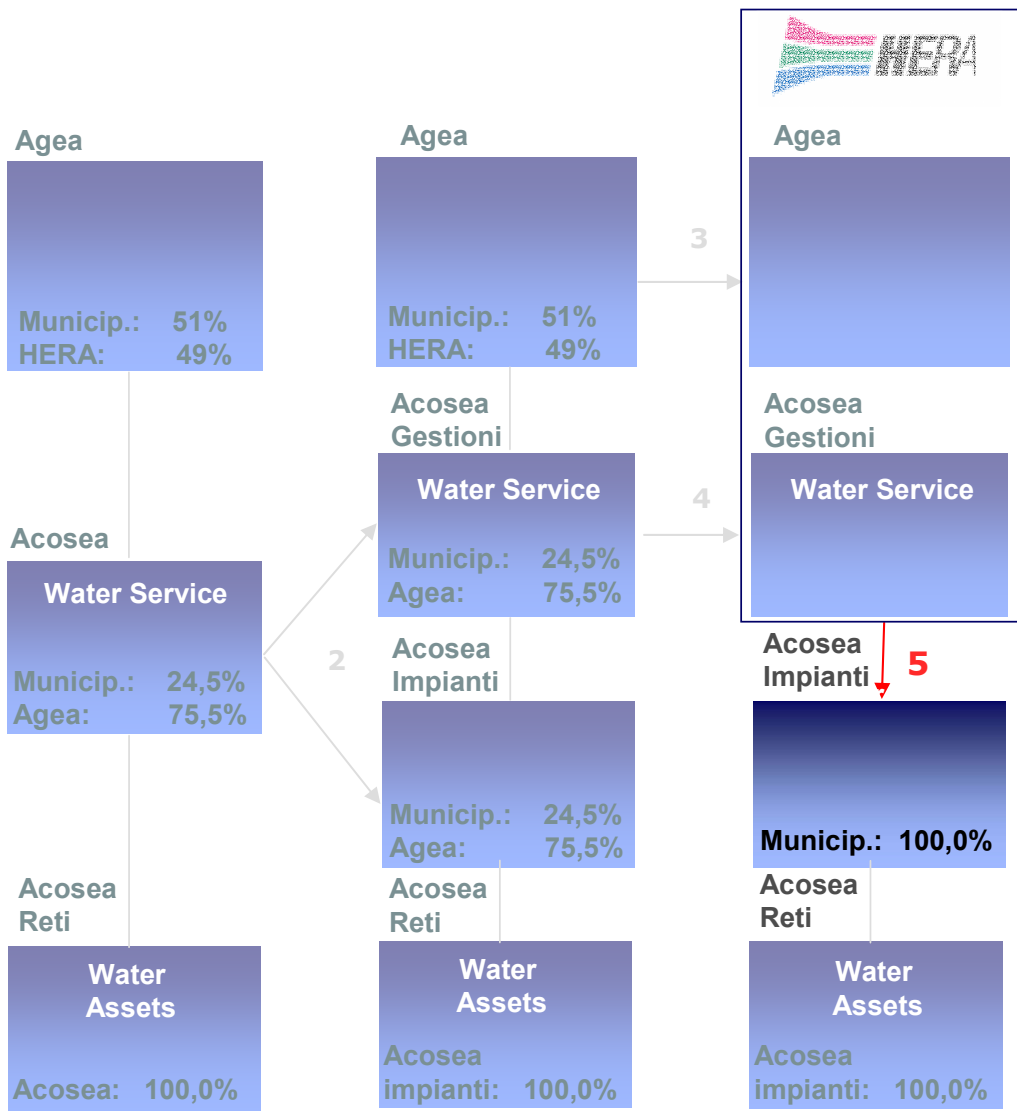 HERA
Agea
Municip.: 51%
HERA: 49%
Acosea
Water Service
Municip.: 24,5%
Agea: 75,5%
Acosea
Reti
Water
Assets
Acosea: 100,0%
2
Agea
Municip.: 51%
HERA: 49%
Acosea
Gestioni
Water Service
Municip.: 24,5%
Agea: 75,5%
Acosea
Impianti
Municip.: 24,5%
Agea: 75,5%
Acosea
Reti
Water
Assets
Acosea
impianti: 100,0%
3
4
Agea
Acosea
Gestioni
Water Service
5
Acosea
Impianti
Municip.: 100,0%
Acosea
Reti
Water
Assets
Acosea
impianti: 100,0%